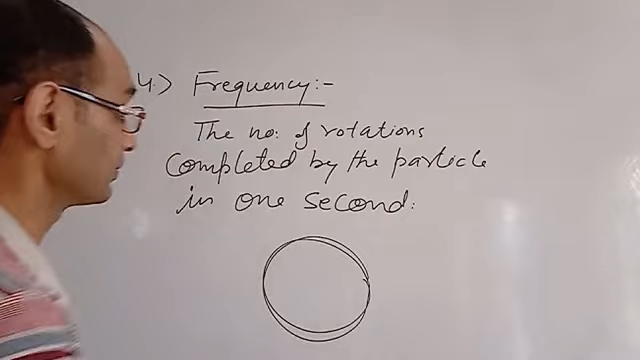 4.) Frequency:-
The no. of rotations
completed by the particle
in one second.